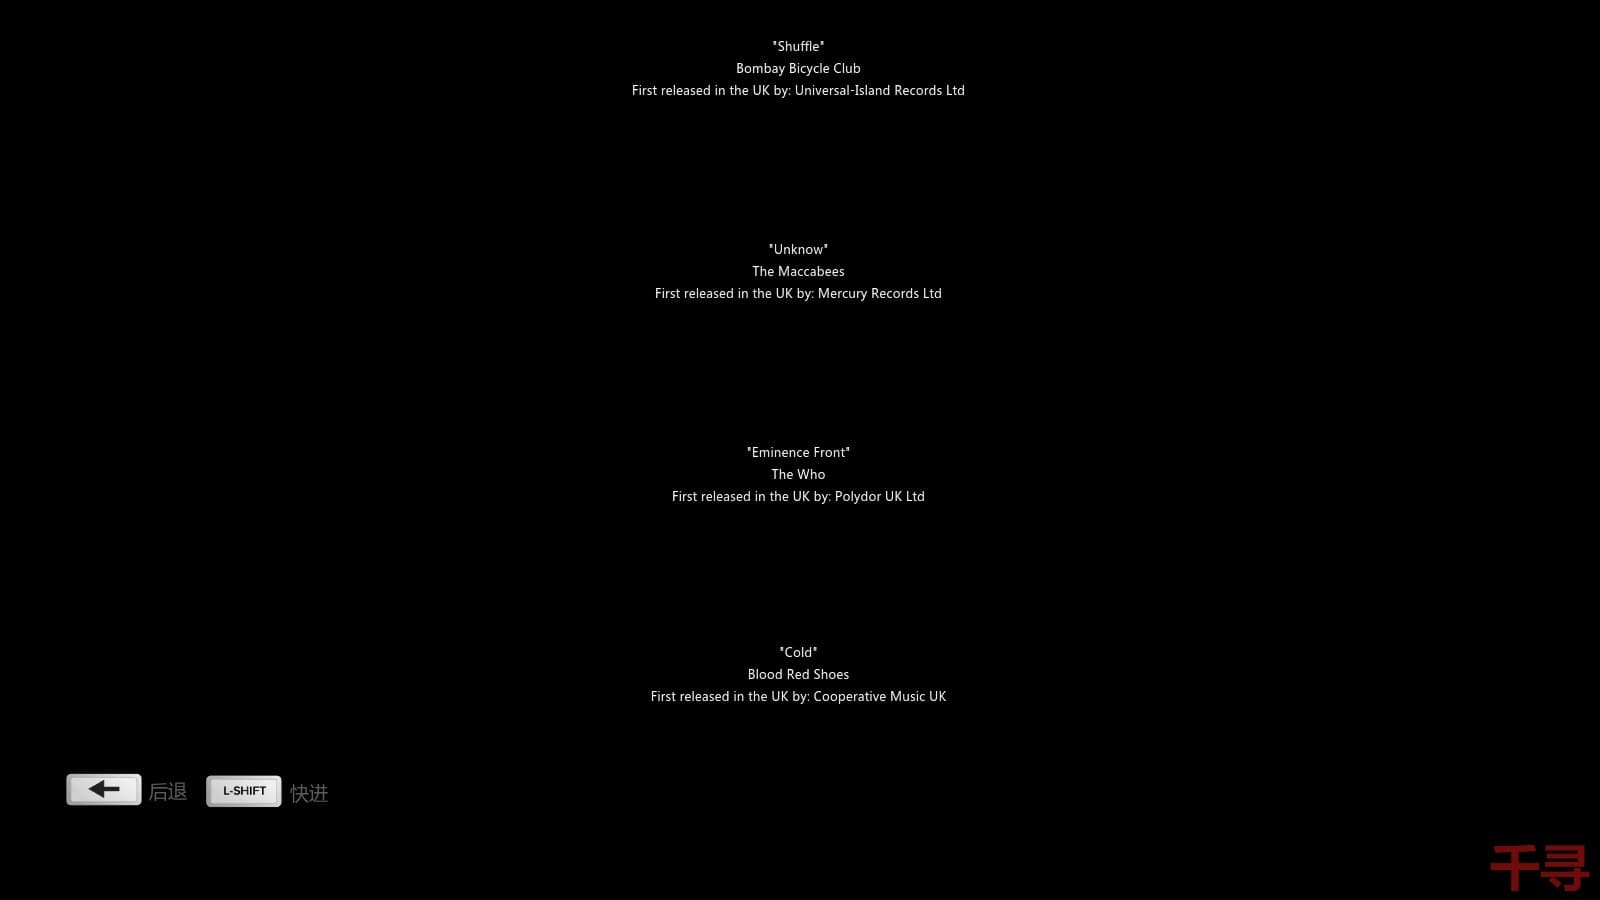 "Shuffle"
Bombay Bicycle Club
First released in the UK by: Universal-Island Records Ltd
"Unknow"
The Maccabees
First released in the UK by: Mercury Records Ltd
"Eminence Front"
The Who
First released in the UK by: Polydor UK Ltd
"Cold"
Blood Red Shoes
First released in the UK by: Cooperative Music UK
后退 L-SHIFT 快进
千寻